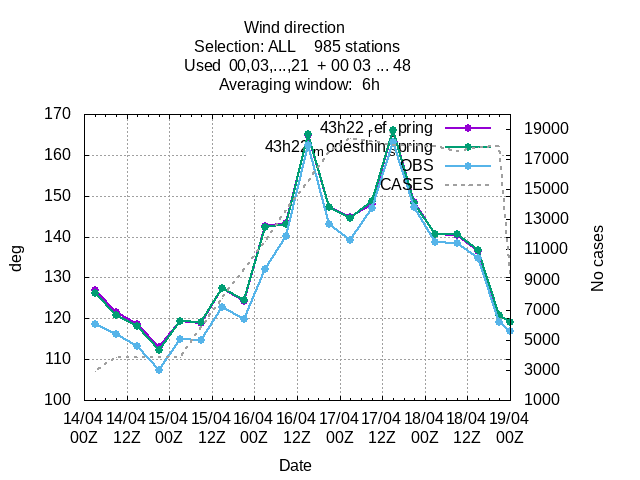 Wind direction
Selection: ALL 985 stations
Used 00,03,...,21 + 00 03 ... 48
Averaging window: 6h
170
160
150
140
130
120
110
100
deg
19000
17000
15000
13000
11000
9000
7000
5000
3000
1000
No cases
43h22_ref_spring
43h22_modesthinspring
OBS
CASES
14/04 14/04 15/04 15/04 16/04 16/04 17/04 17/04 18/04 18/04 19/04
00Z 12Z 00Z 12Z 00Z 12Z 00Z 12Z 00Z 12Z 00Z
Date